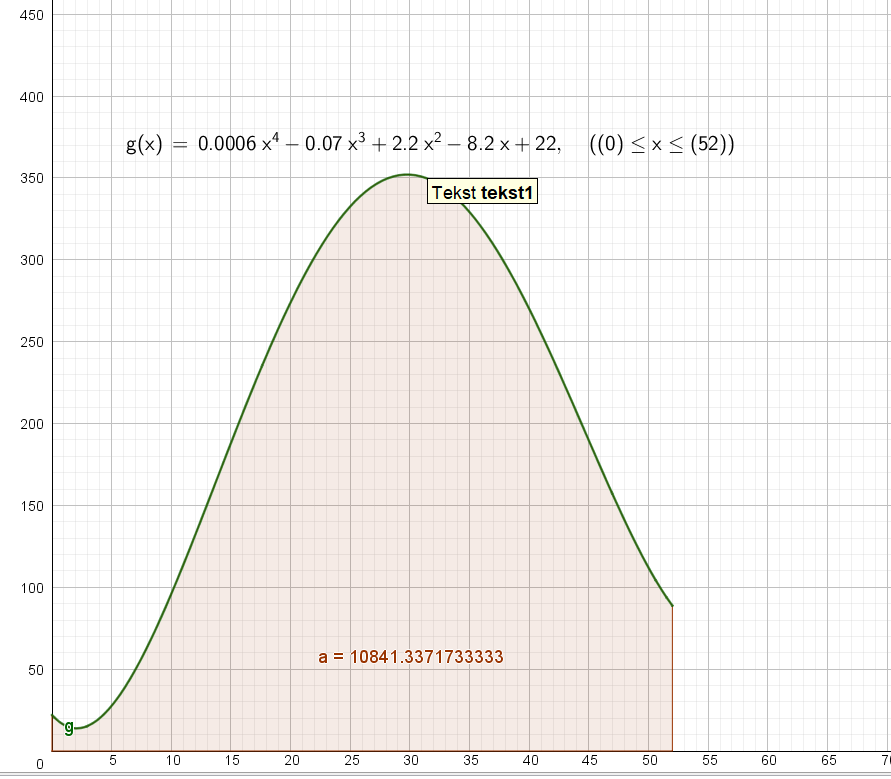 450
400
g(x) = 0.0006 x⁴ − 0.07 x³ + 2.2 x² − 8.2 x + 22, ((0) ≤ x ≤ (52))
350
Tekst tekst1
300
250
200
150
100
a = 10841.3371733333
50
g
0 5 10 15 20 25 30 35 40 45 50 55 60 65